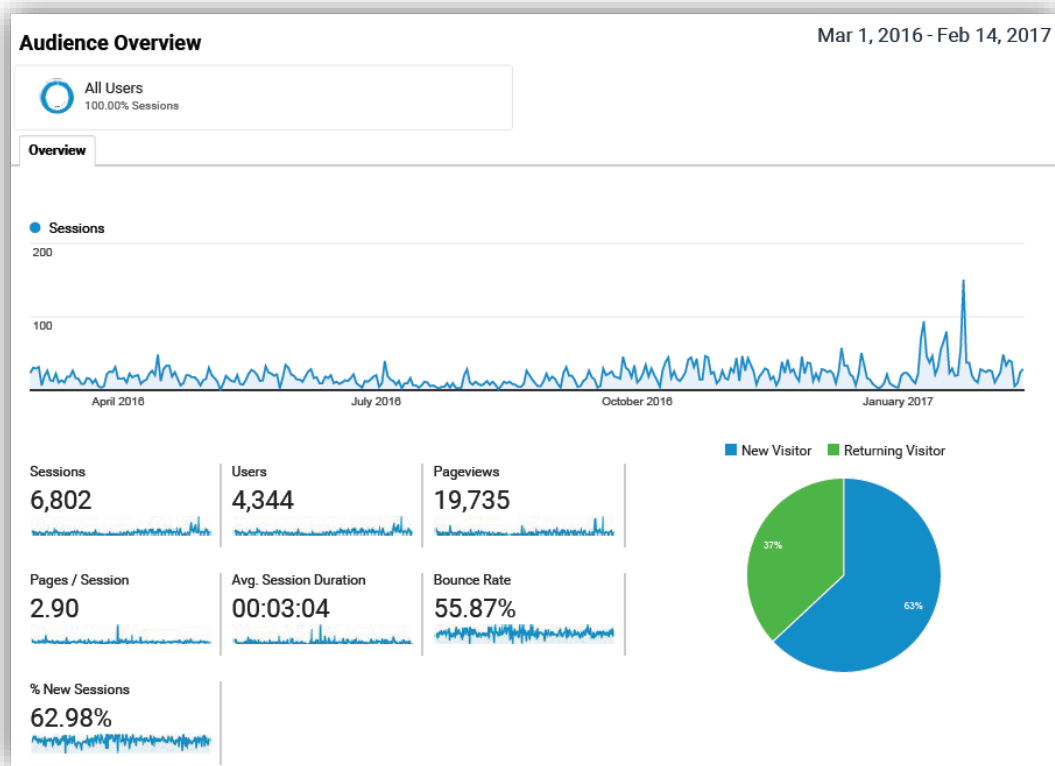 Audience Overview
Mar 1, 2016 - Feb 14, 2017
All Users
100.00% Sessions
Overview
Sessions
200
100
April 2016
July 2016
October 2016
January 2017
New Visitor
Returning Visitor
Sessions
6,802
Users
4,344
Pageviews
19,735
Pages / Session
2.90
Avg. Session Duration
00:03:04
Bounce Rate
55.87%
% New Sessions
62.98%
37%
63%